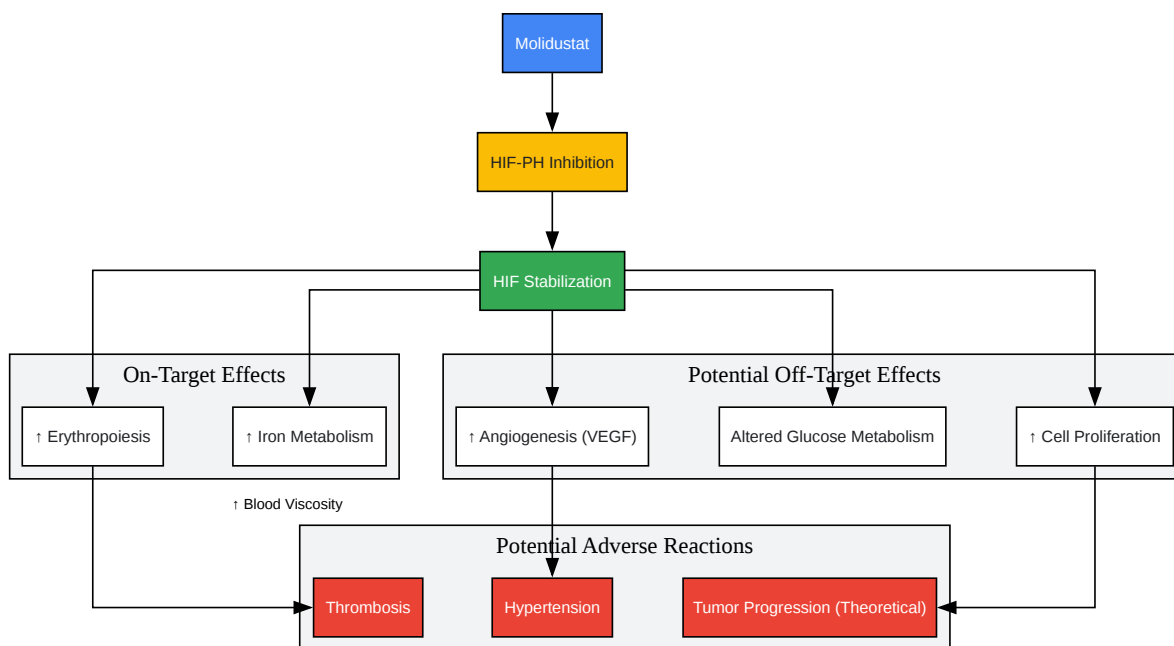 Molidustat
HIF-PH Inhibition
HIF Stabilization
On-Target Effects
Potential Off-Target Effects
↑ Erythropoiesis
↑ Iron Metabolism
↑ Angiogenesis (VEGF)
Altered Glucose Metabolism
↑ Cell Proliferation
↑ Blood Viscosity
Potential Adverse Reactions
Thrombosis
Hypertension
Tumor Progression (Theoretical)